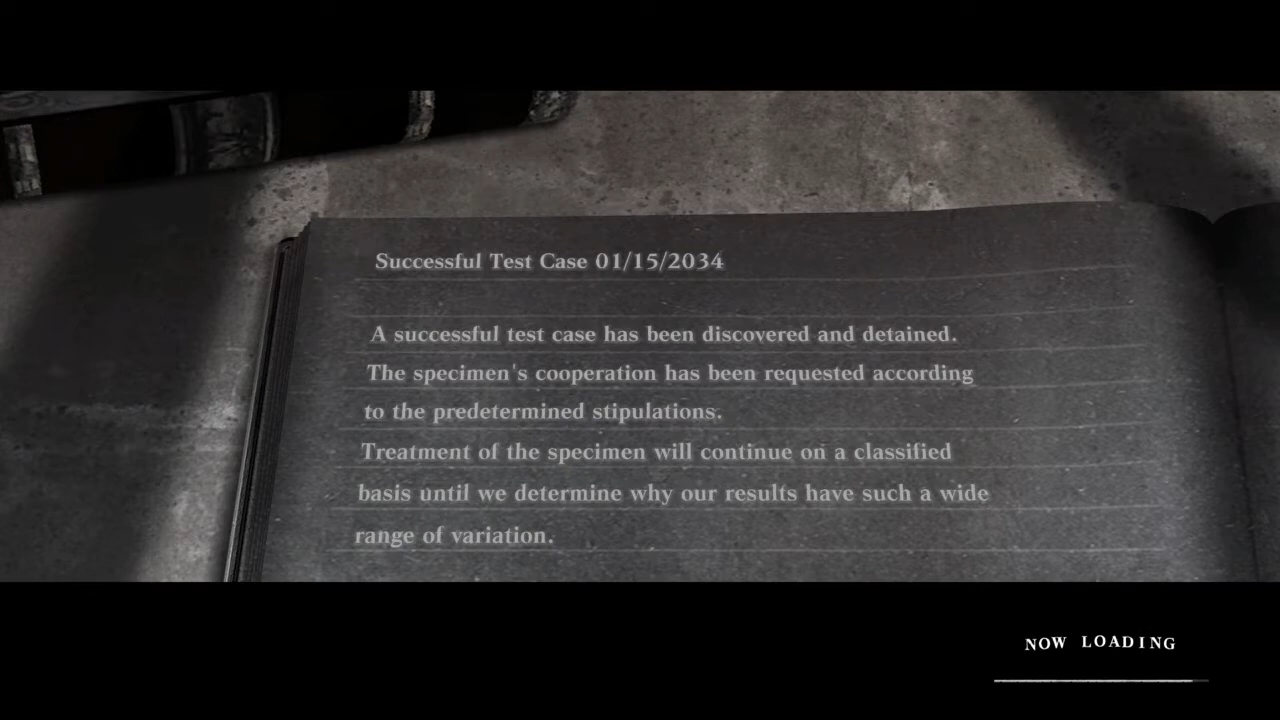 Successful Test Case 01/15/2034
A successful test case has been discovered and detained.
The specimen's cooperation has been requested according
to the predetermined stipulations.
Treatment of the specimen will continue on a classified
basis until we determine why our results have such a wide
range of variation.
NOW LOADING